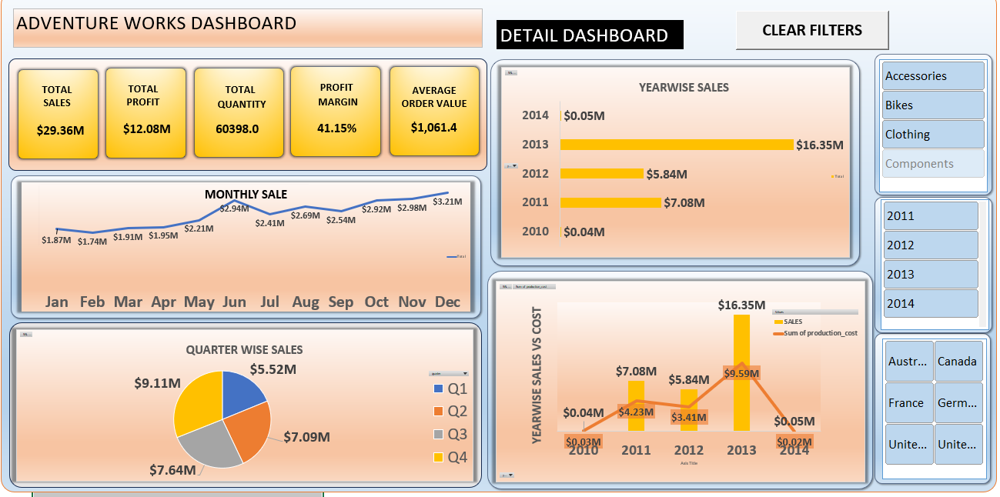 ADVENTURE WORKS DASHBOARD
DETAIL DASHBOARD
CLEAR FILTERS
TOTAL
SALES
$29.36M
TOTAL
PROFIT
$12.08M
TOTAL
QUANTITY
60398.0
PROFIT
MARGIN
41.15%
AVERAGE
ORDER VALUE
$1,061.4
MONTHLY SALE
$1.87M
$1.74M
$1.91M
$1.95M
$2.21M
$2.94M
$2.41M
$2.69M
$2.54M
$2.92M
$2.98M
$3.21M
Jan Feb Mar Apr May Jun Jul Aug Sep Oct Nov Dec
QUARTER WISE SALES
$5.52M
$7.09M
$7.64M
$9.11M
quater
Q1
Q2
Q3
Q4
YEARWISE SALES
2014 $0.05M
2013 $16.35M
2012 $5.84M
2011 $7.08M
2010 $0.04M
Sum of production_cost
YEARWISE SALES VS COST
$0.04M
$7.08M
$5.84M
$16.35M
$0.05M
$0.03M
$4.23M
$3.41M
$9.59M
$0.02M
2010 2011 2012 2013 2014
Axis Title
Values
SALES
Sum of production_cost
Accessories
Bikes
Clothing
Components
2011
2012
2013
2014
Austr...
Canada
France
Germ...
Unite...
Unite...